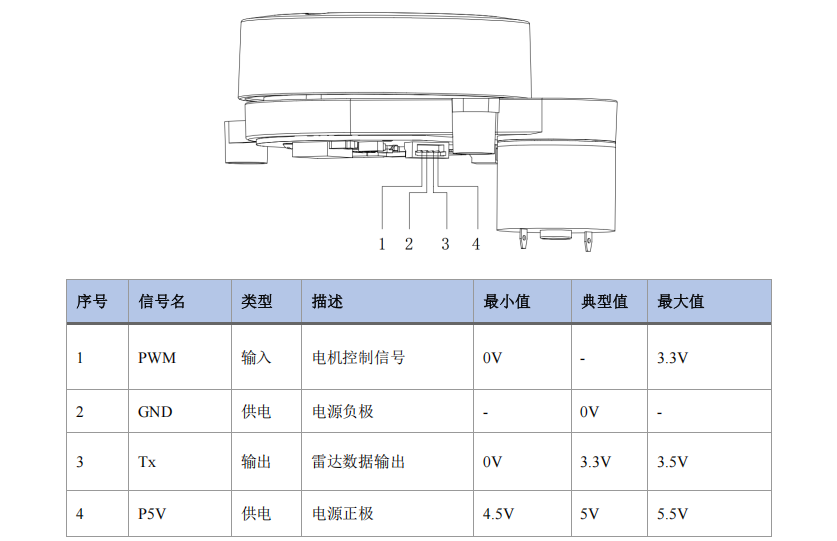 1 2 3 4
序号 信号名 类型 描述 最小值 典型值 最大值
1 PWM 输入 电机控制信号 0V - 3.3V
2 GND 供电 电源负极 - 0V -
3 Tx 输出 雷达数据输出 0V 3.3V 3.5V
4 P5V 供电 电源正极 4.5V 5V 5.5V